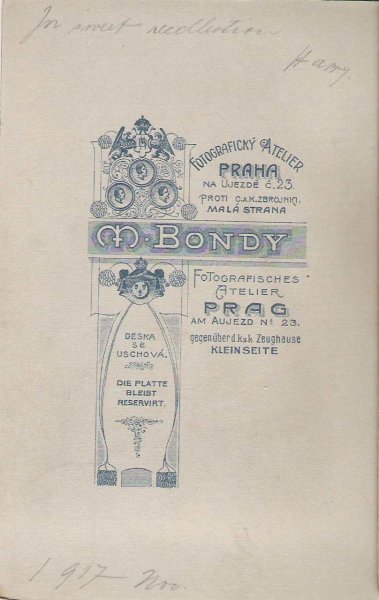 In sweet recollection
Happy.
FOTOGRAFICKÝ ATELIER
PRAHA
NA ÚJEZDĚ Č. 23.
PROTI C.A.K. ZBROJNICI
MALÁ STRANA
M. BONDY
FOTOGRAFISCHES
ATELIER
PRAG
AM AUJEZD No 23.
gegenüber d. k.u.k. Zeughause
KLEINSEITE
DESKA
SE
USCHOVÁ.
DIE PLATTE
BLEIBT
RESERVIRT.
1917 Nov.